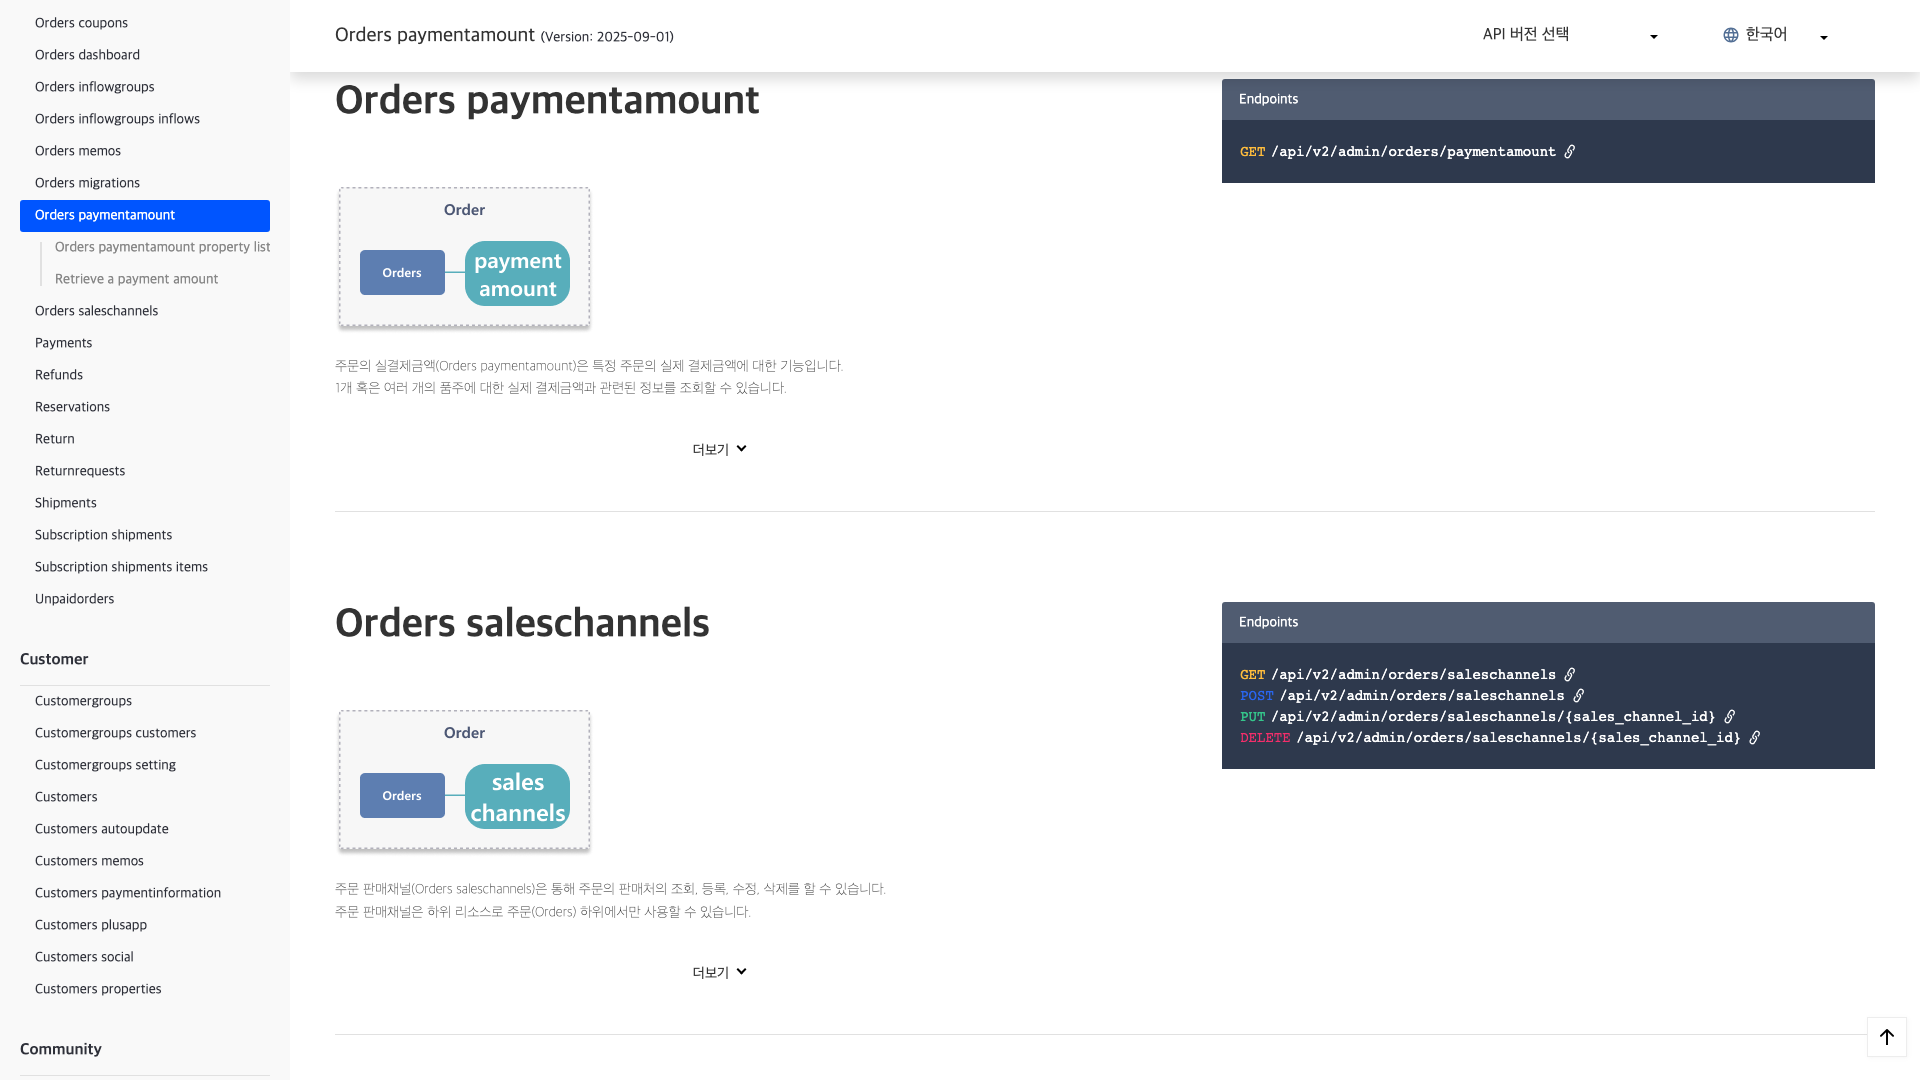 Orders coupons
Orders dashboard
Orders inflowgroups
Orders inflowgroups inflows
Orders memos
Orders migrations
Orders paymentamount
Orders paymentamount property list
Retrieve a payment amount
Orders saleschannels
Payments
Refunds
Reservations
Return
Returnrequests
Shipments
Subscription shipments
Subscription shipments items
Unpaidorders
Customer
Customergroups
Customergroups customers
Customergroups setting
Customers
Customers autoupdate
Customers memos
Customers paymentinformation
Customers plusapp
Customers social
Customers properties
Community
Orders paymentamount (Version: 2025-09-01)
API 버전 선택
한국어
Orders paymentamount
Order
Orders
payment
amount
주문의 실결제금액(Orders paymentamount)은 특정 주문의 실제 결제금액에 대한 기능입니다.
1개 혹은 여러 개의 품주에 대한 실제 결제금액과 관련된 정보를 조회할 수 있습니다.
더보기
Endpoints
GET /api/v2/admin/orders/paymentamount
Orders saleschannels
Order
Orders
sales
channels
주문 판매채널(Orders saleschannels)은 통해 주문의 판매처의 조회, 등록, 수정, 삭제를 할 수 있습니다.
주문 판매채널은 하위 리소스로 주문(Orders) 하위에서만 사용할 수 있습니다.
더보기
Endpoints
GET /api/v2/admin/orders/saleschannels
POST /api/v2/admin/orders/saleschannels
PUT /api/v2/admin/orders/saleschannels/{sales_channel_id}
DELETE /api/v2/admin/orders/saleschannels/{sales_channel_id}